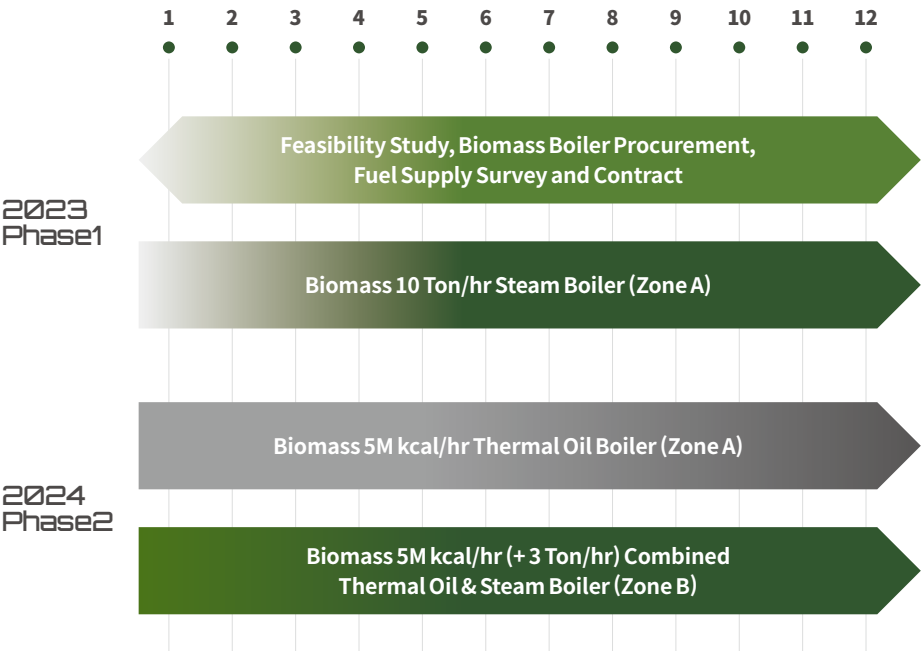 1 2 3 4 5 6 7 8 9 10 11 12
2023
Phase1
Feasibility Study, Biomass Boiler Procurement,
Fuel Supply Survey and Contract
Biomass 10 Ton/hr Steam Boiler (Zone A)
2024
Phase2
Biomass 5M kcal/hr Thermal Oil Boiler (Zone A)
Biomass 5M kcal/hr (+ 3 Ton/hr) Combined
Thermal Oil & Steam Boiler (Zone B)